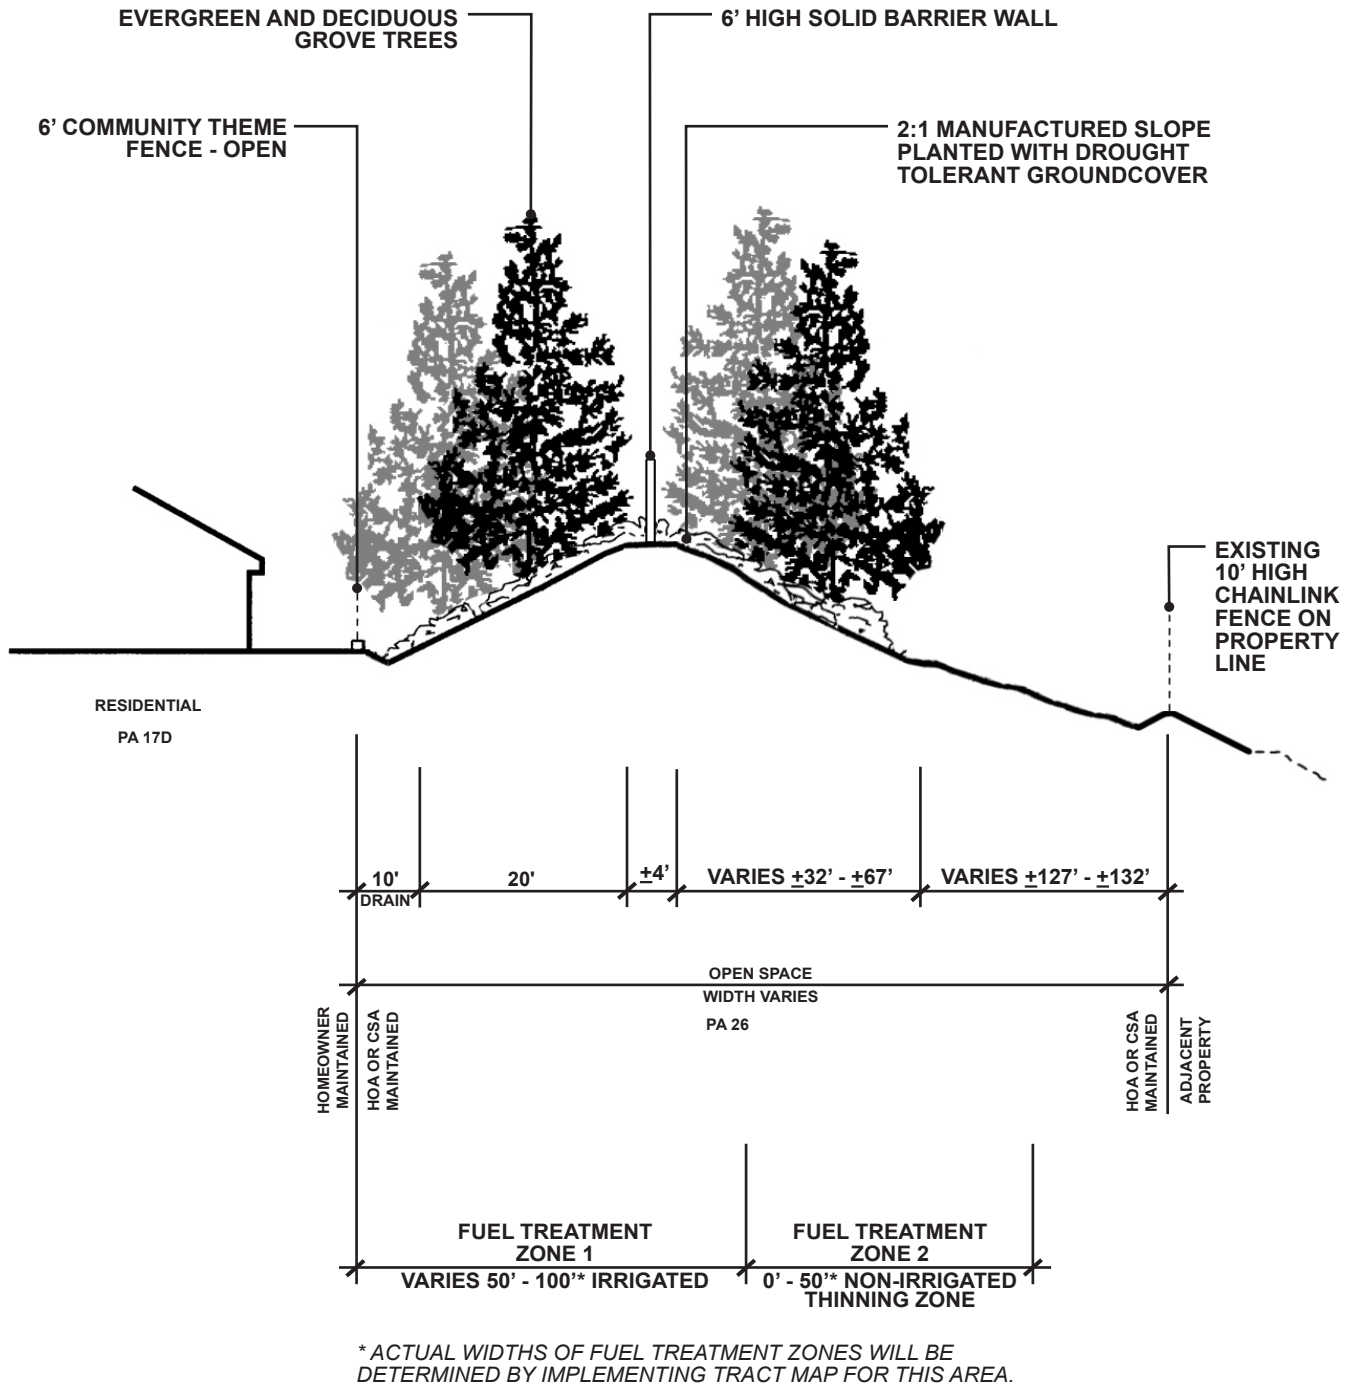 EVERGREEN AND DECIDUOUS
GROVE TREES
6’ HIGH SOLID BARRIER WALL
6’ COMMUNITY THEME
FENCE - OPEN
2:1 MANUFACTURED SLOPE
PLANTED WITH DROUGHT
TOLERANT GROUNDCOVER
EXISTING
10’ HIGH
CHAINLINK
FENCE ON
PROPERTY
LINE
RESIDENTIAL
PA 17D
10'
DRAIN
20'
±4’
VARIES ±32’ - ±67’
VARIES ±127’ - ±132’
OPEN SPACE
WIDTH VARIES
PA 26
HOMEOWNER
MAINTAINED
HOA OR CSA
MAINTAINED
HOA OR CSA
MAINTAINED
ADJACENT
PROPERTY
FUEL TREATMENT
ZONE 1
VARIES 50’ - 100’* IRRIGATED
FUEL TREATMENT
ZONE 2
0’ - 50’* NON-IRRIGATED
THINNING ZONE
* ACTUAL WIDTHS OF FUEL TREATMENT ZONES WILL BE
DETERMINED BY IMPLEMENTING TRACT MAP FOR THIS AREA.